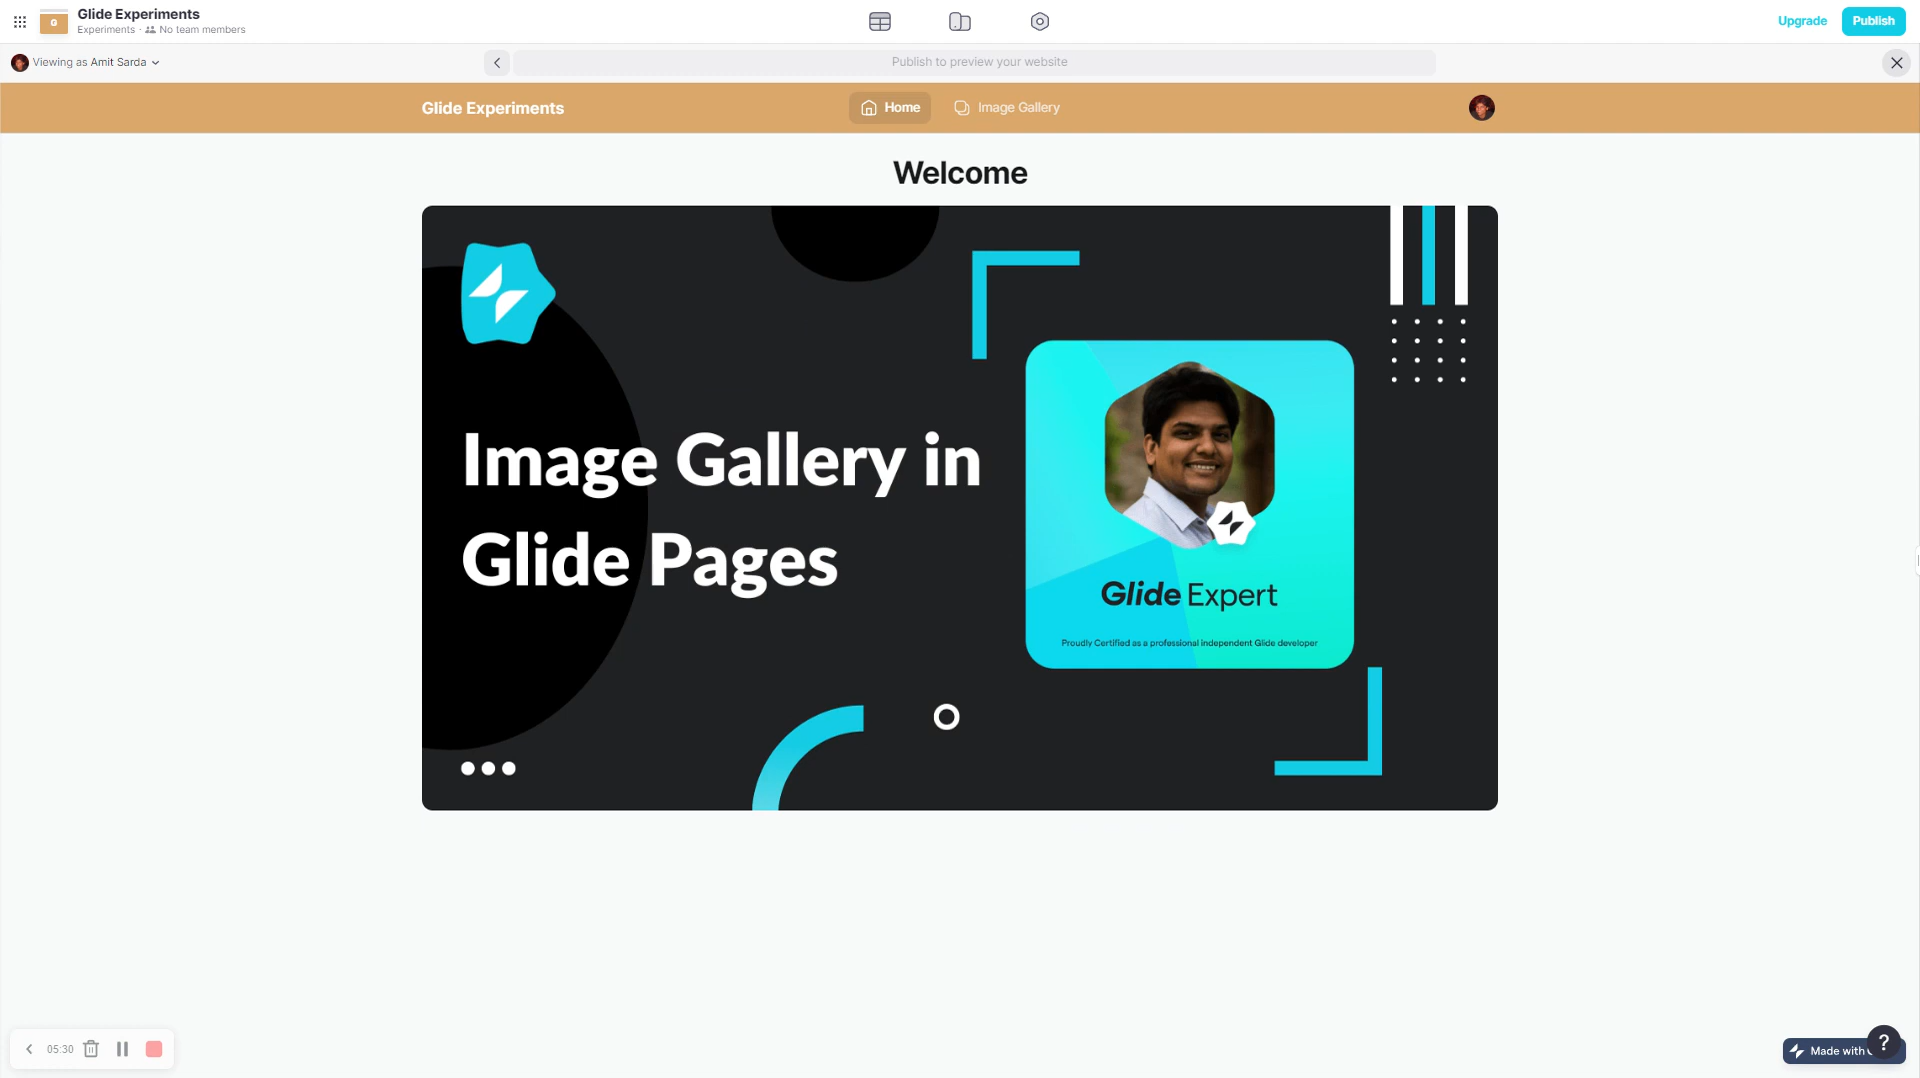 Glide Experiments
Experiments · No team members
Upgrade
Publish
Viewing as Amit Sarda
Publish to preview your website
Glide Experiments
Home
Image Gallery
Welcome
Image Gallery in
Glide Pages
Glide Expert
Proudly Certified as a professional independent Glide developer
05:30
Made with
?
G